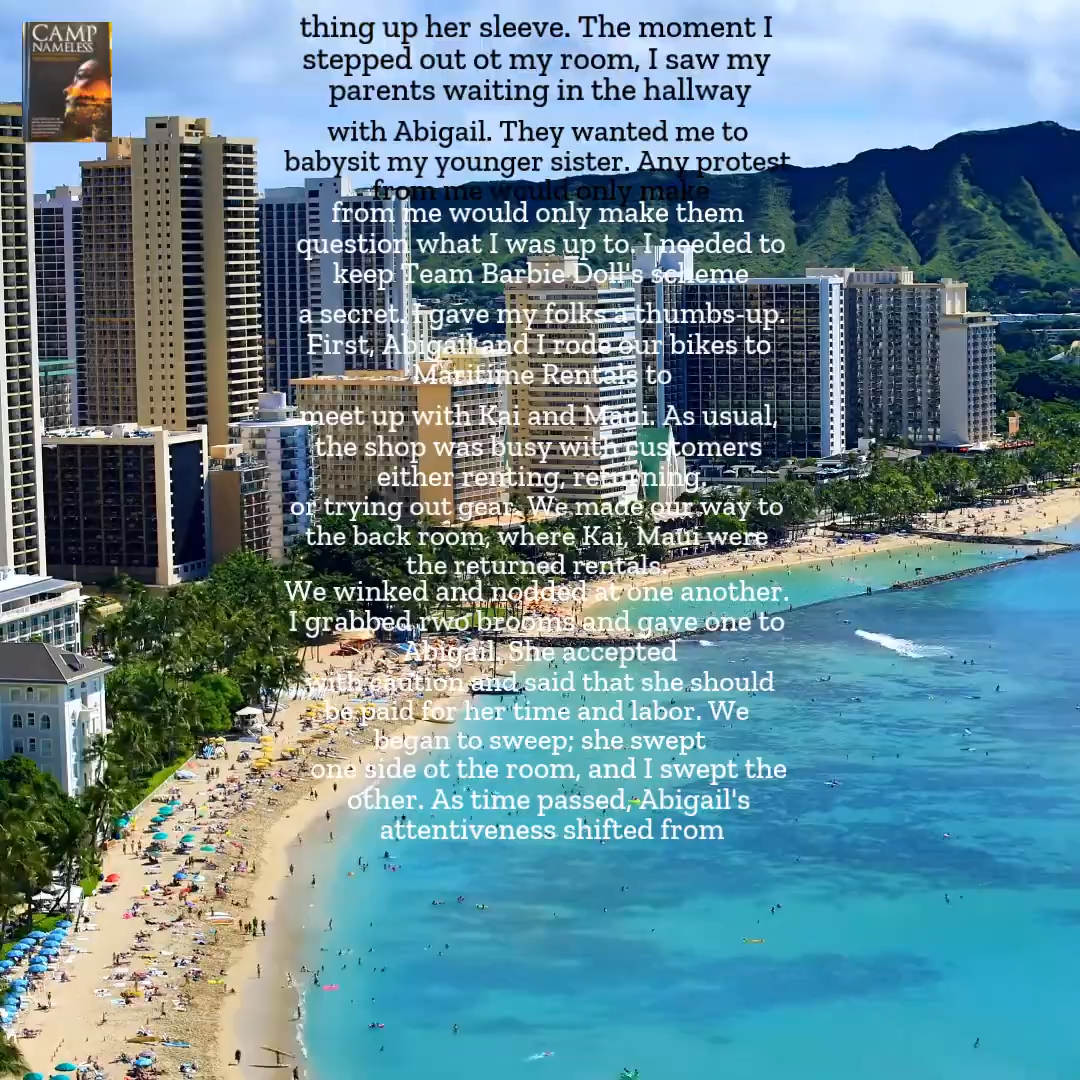 CAMP
NAMELESS
thing up her sleeve. The moment I
stepped out ot my room, I saw my
parents waiting in the hallway
with Abigail. They wanted me to
babysit my younger sister. Any protest
from me would only make
from me would only make them
question what I was up to. I needed to
keep Team Barbie Doll's scheme
a secret. I gave my folks a thumbs-up.
First, Abigail and I rode our bikes to
Maritime Rentals to
meet up with Kai and Maui. As usual,
the shop was busy with customers
either renting, returning.
or trying out gear. We made our way to
the back room, where Kai, Maui were
the returned rentals.
We winked and nodded at one another.
I grabbed rwo brooms and gave one to
Abigail. She accepted
with caution and said that she should
be paid for her time and labor. We
began to sweep; she swept
one side ot the room, and I swept the
other. As time passed, Abigail's
attentiveness shifted from